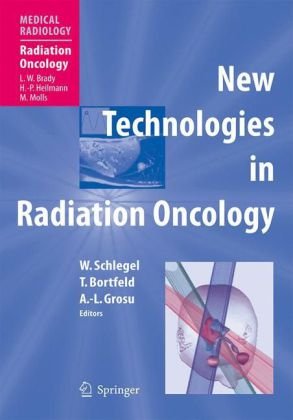 MEDICAL
RADIOLOGY
Radiation
Oncology
L. W. Brady
H.-P. Heilmann
M. Molls
New
Technologies
in
Radiation Oncology
W. Schlegel
T. Bortfeld
A.-L. Grosu
Editors
Springer